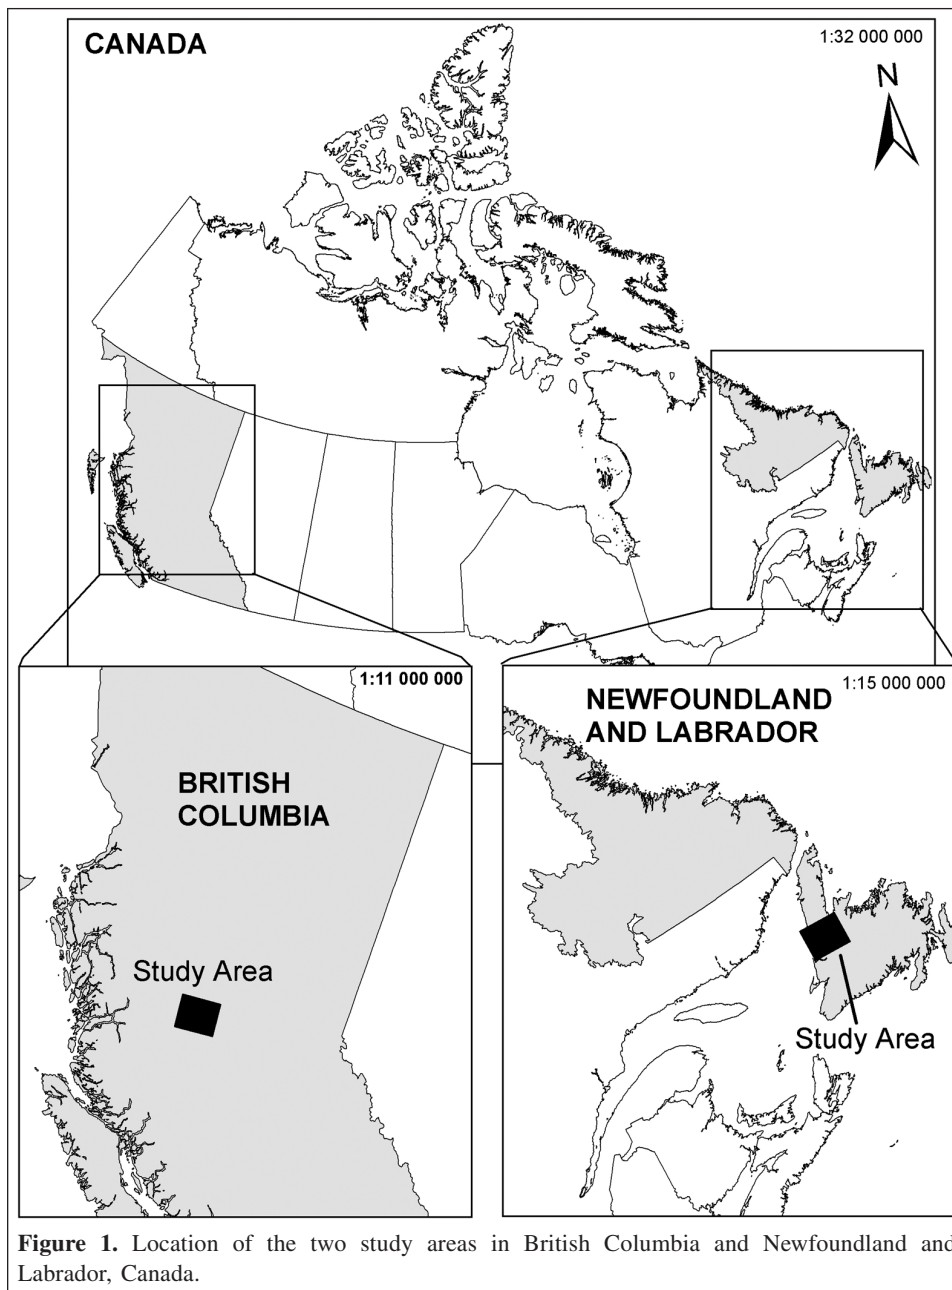 CANADA
1:32 000 000
N
1:11 000 000
BRITISH
COLUMBIA
Study Area
1:15 000 000
NEWFOUNDLAND
AND LABRADOR
Study Area
Figure 1. Location of the two study areas in British Columbia and Newfoundland and
Labrador, Canada.